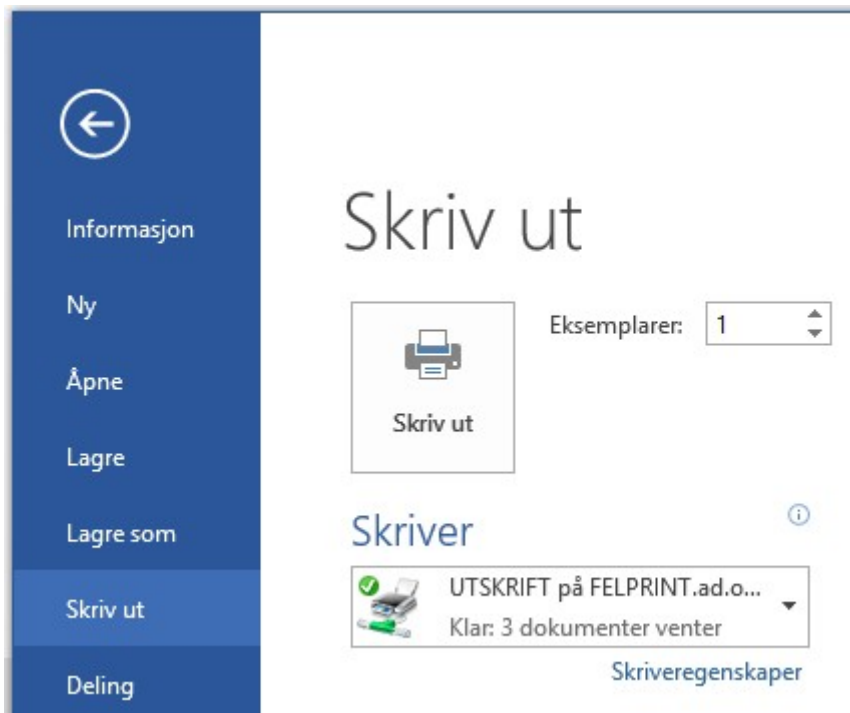 Informasjon
Ny
Åpne
Lagre
Lagre som
Skriv ut
Deling
Skriv ut
Skriv ut
Eksemplarer: 1
Skriver
UTSKRIFT på FELPRINT.ad.o...
Klar: 3 dokumenter venter
Skriveregenskaper